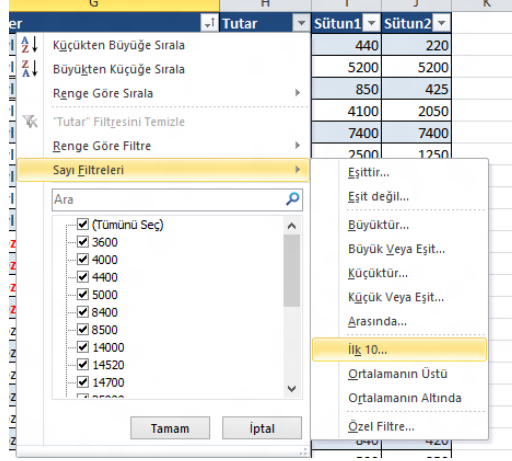 G H I J K
er Tutar Sütun1 Sütun2
440 220
5200 5200
850 425
4100 2050
7400 7400
2500 1250
Küçükten Büyüğe Sırala
Büyükten Küçüğe Sırala
Renge Göre Sırala
"Tutar" Filtresini Temizle
Renge Göre Filtre
Sayı Filtreleri
Ara
(Tümünü Seç)
3600
4000
4400
5000
8400
8500
14000
14520
14700
Tamam İptal
Eşittir...
Eşit değil...
Büyüktür...
Büyük Veya Eşit...
Küçüktür...
Küçük Veya Eşit...
Arasında...
İlk 10...
Ortalamanın Üstü
Ortalamanın Altında
Özel Filtre...
840 420